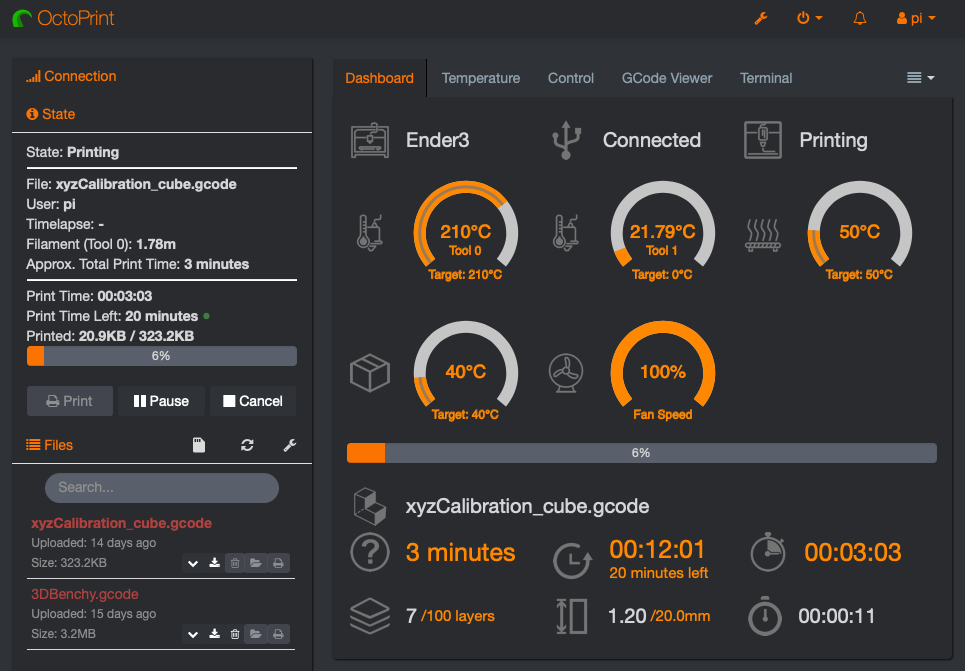 OctoPrint
pi
Connection
State
State: Printing
File: xyzCalibration_cube.gcode
User: pi
Timelapse: -
Filament (Tool 0): 1.78m
Approx. Total Print Time: 3 minutes
Print Time: 00:03:03
Print Time Left: 20 minutes
Printed: 20.9KB / 323.2KB
6%
Print
Pause
Cancel
Files
Search...
xyzCalibration_cube.gcode
Uploaded: 14 days ago
Size: 323.2KB
3DBenchy.gcode
Uploaded: 15 days ago
Size: 3.2MB
Dashboard
Temperature
Control
GCode Viewer
Terminal
Ender3
Connected
Printing
210°C
Tool 0
Target: 210°C
21.79°C
Tool 1
Target: 0°C
50°C
Target: 50°C
40°C
Target: 40°C
100%
Fan Speed
6%
xyzCalibration_cube.gcode
3 minutes
00:12:01
20 minutes left
00:03:03
7 /100 layers
1.20 /20.0mm
00:00:11